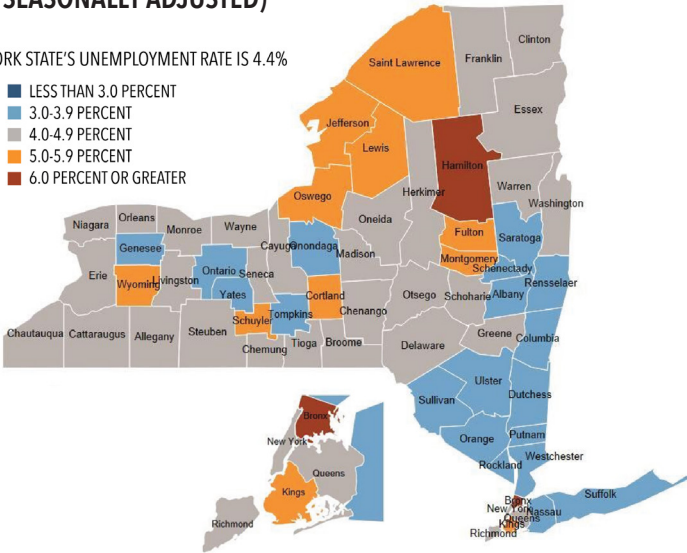 SEASONALLY ADJUSTED)
ORK STATE'S UNEMPLOYMENT RATE IS 4.4%
LESS THAN 3.0 PERCENT
3.0-3.9 PERCENT
4.0-4.9 PERCENT
5.0-5.9 PERCENT
6.0 PERCENT OR GREATER
Clinton
Franklin
Saint Lawrence
Essex
Jefferson
Lewis
Hamilton
Herkimer
Warren
Washington
Oswego
Oneida
Fulton
Saratoga
Niagara
Orleans
Monroe
Wayne
Cayuga
Onondaga
Madison
Montgomery
Schenectady
Genesee
Erie
Wyoming
Livingston
Ontario
Seneca
Yates
Cortland
Chenango
Otsego
Schoharie
Albany
Rensselaer
Schuyler
Tompkins
Chautauqua
Cattaraugus
Allegany
Steuben
Chemung
Tioga
Broome
Delaware
Greene
Columbia
Ulster
Sullivan
Dutchess
Orange
Putnam
Rockland
Westchester
Bronx
New York
Queens
Kings
Richmond
Suffolk
Bronx
New York
Nassau
Queens
Kings
Richmond